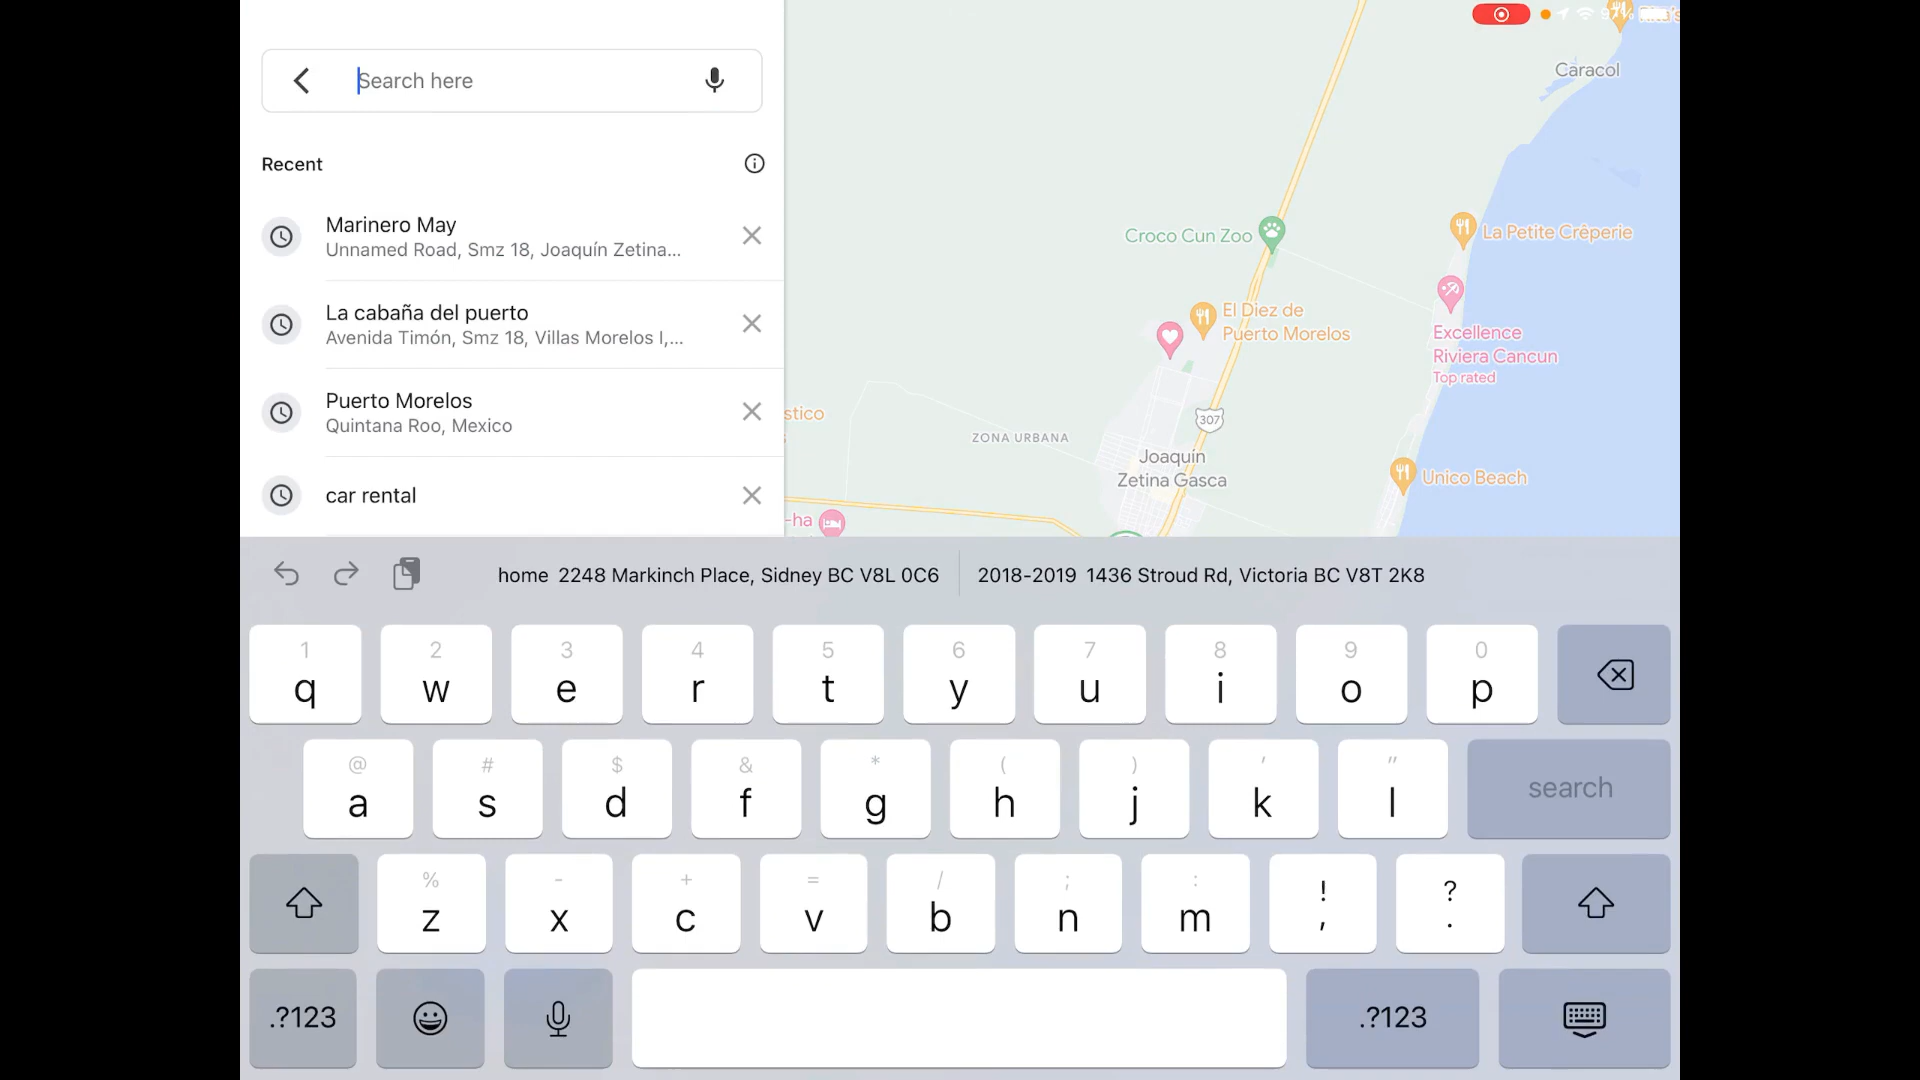 Search here
Recent
Marinero May
Unnamed Road, Smz 18, Joaquín Zetina...
La cabaña del puerto
Avenida Timón, Smz 18, Villas Morelos I,...
Puerto Morelos
Quintana Roo, Mexico
car rental
Caracol
Croco Cun Zoo
La Petite Crêperie
El Diez de
Puerto Morelos
Excellence
Riviera Cancun
Top rated
stico
ZONA URBANA
307
Joaquín
Zetina Gasca
Unico Beach
-ha
home 2248 Markinch Place, Sidney BC V8L 0C6
2018-2019 1436 Stroud Rd, Victoria BC V8T 2K8
1 2 3 4 5 6 7 8 9 0
q w e r t y u i o p
@ # $ & * ( ) ' "
a s d f g h j k l search
% - + = / ; : ! ?
z x c v b n m , .
.?123 .?123